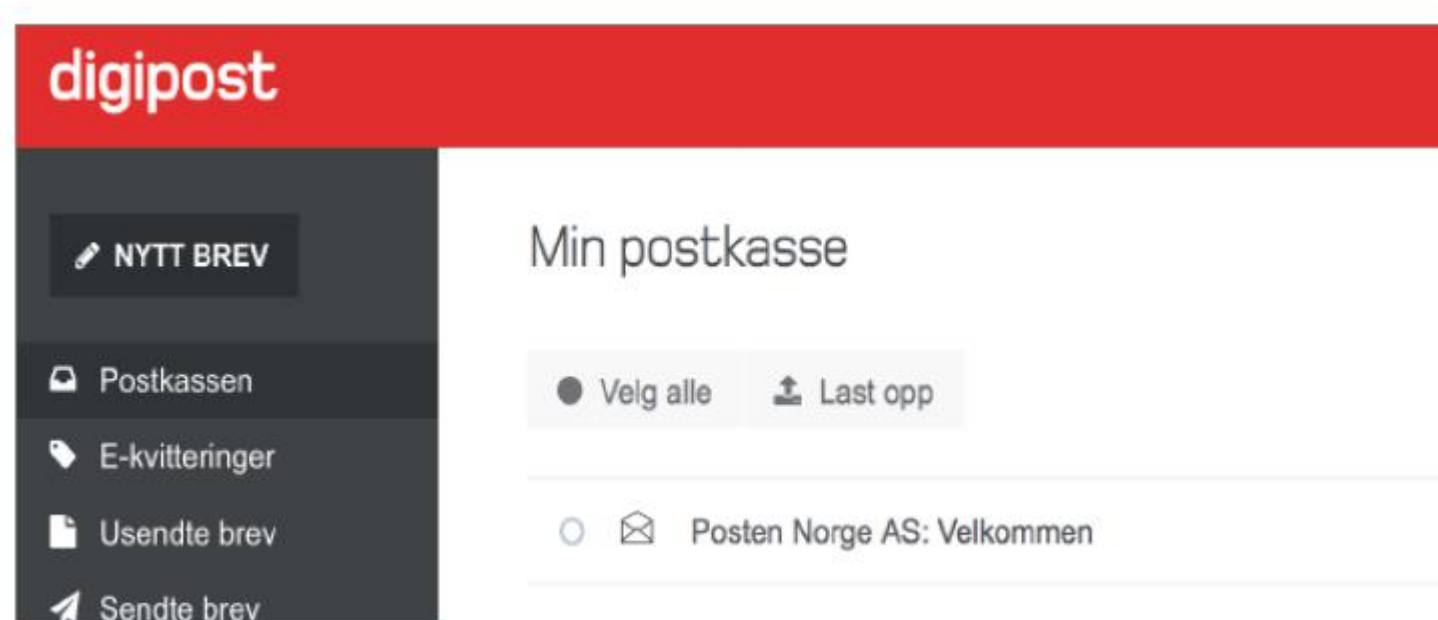 digipost
NYTT BREV
Postkassen
E-kvitteringer
Usendte brev
Sendte brev
Min postkasse
Velg alle
Last opp
Posten Norge AS: Velkommen